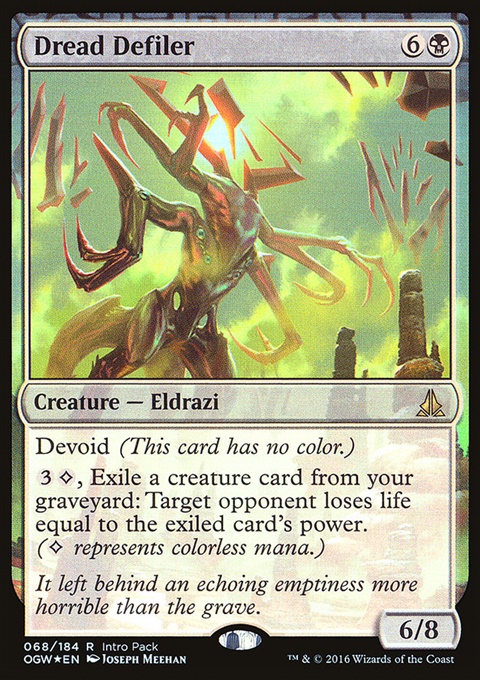 Dread Defiler 6
Creature — Eldrazi
Devoid (This card has no color.)
3◇, Exile a creature card from your
graveyard: Target opponent loses life
equal to the exiled card's power.
(◇ represents colorless mana.)
It left behind an echoing emptiness more
horrible than the grave.
6/8
068/184 R Intro Pack
OGW★EN Joseph Meehan
™ & © 2016 Wizards of the Coast